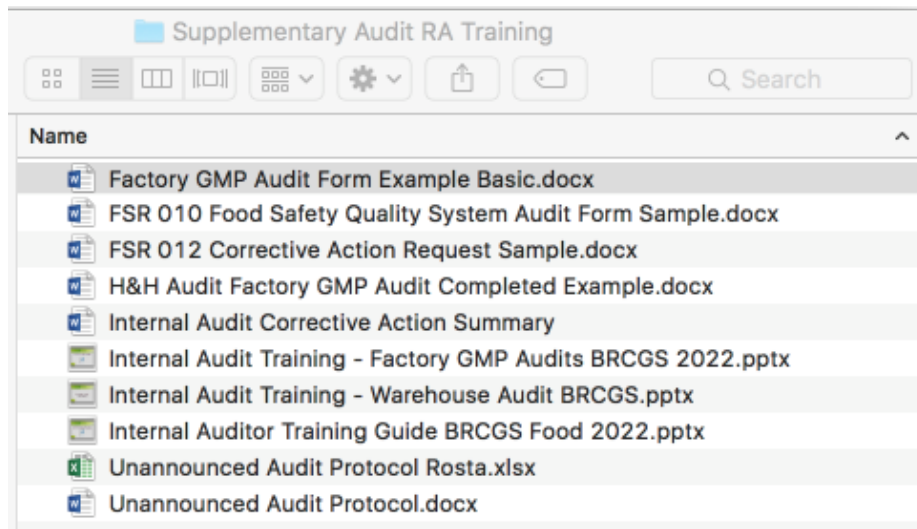 Supplementary Audit RA Training
Search
Name
Factory GMP Audit Form Example Basic.docx
FSR 010 Food Safety Quality System Audit Form Sample.docx
FSR 012 Corrective Action Request Sample.docx
H&H Audit Factory GMP Audit Completed Example.docx
Internal Audit Corrective Action Summary
Internal Audit Training - Factory GMP Audits BRCGS 2022.pptx
Internal Audit Training - Warehouse Audit BRCGS.pptx
Internal Auditor Training Guide BRCGS Food 2022.pptx
Unannounced Audit Protocol Rosta.xlsx
Unannounced Audit Protocol.docx